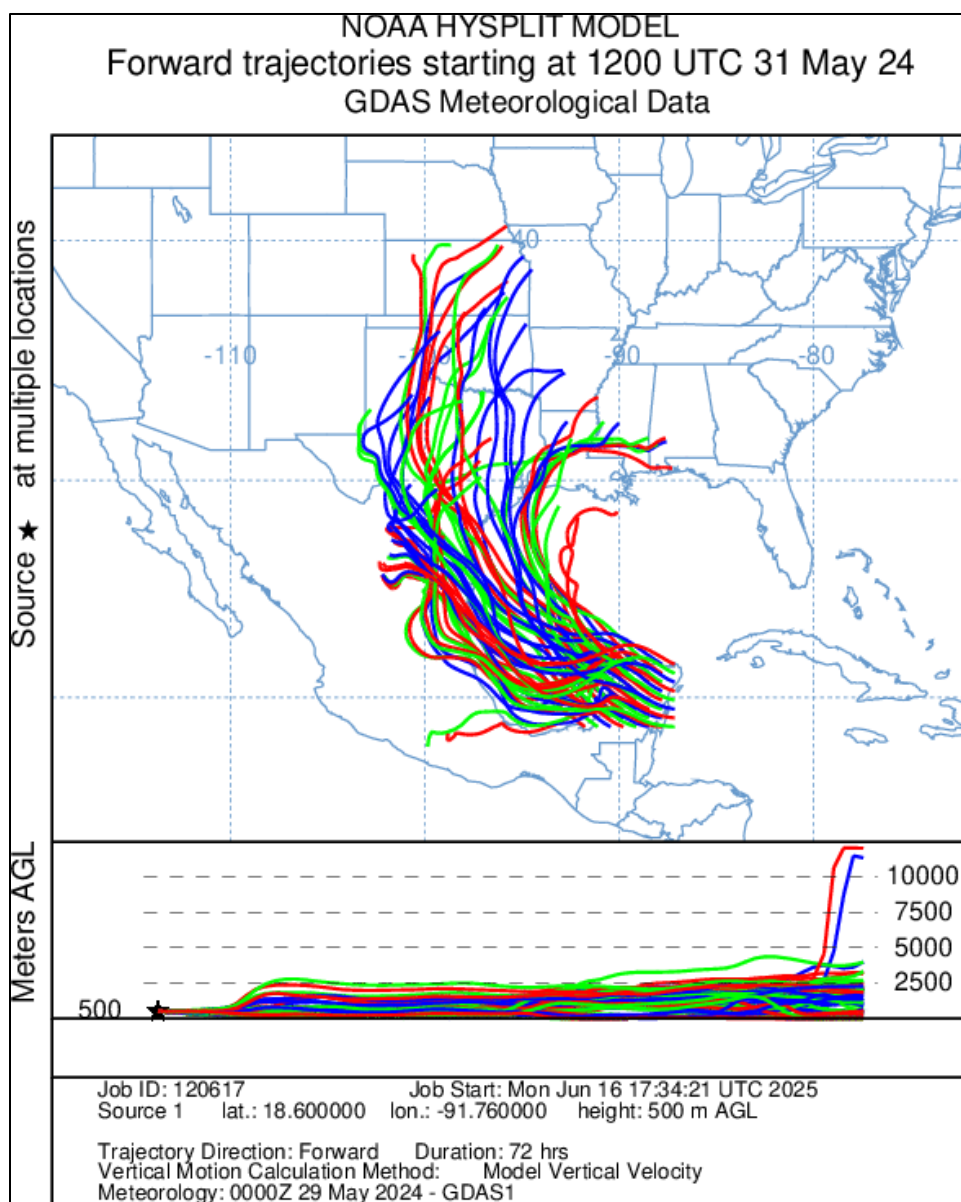 NOAA HYSPLIT MODEL
Forward trajectories starting at 1200 UTC 31 May 24
GDAS Meteorological Data
Source ★ at multiple locations
40
-110
-90
-80
Meters AGL
10000
7500
5000
2500
500
Job ID: 120617 Job Start: Mon Jun 16 17:34:21 UTC 2025
Source 1 lat.: 18.600000 lon.: -91.760000 height: 500 m AGL
Trajectory Direction: Forward Duration: 72 hrs
Vertical Motion Calculation Method: Model Vertical Velocity
Meteorology: 0000Z 29 May 2024 - GDAS1